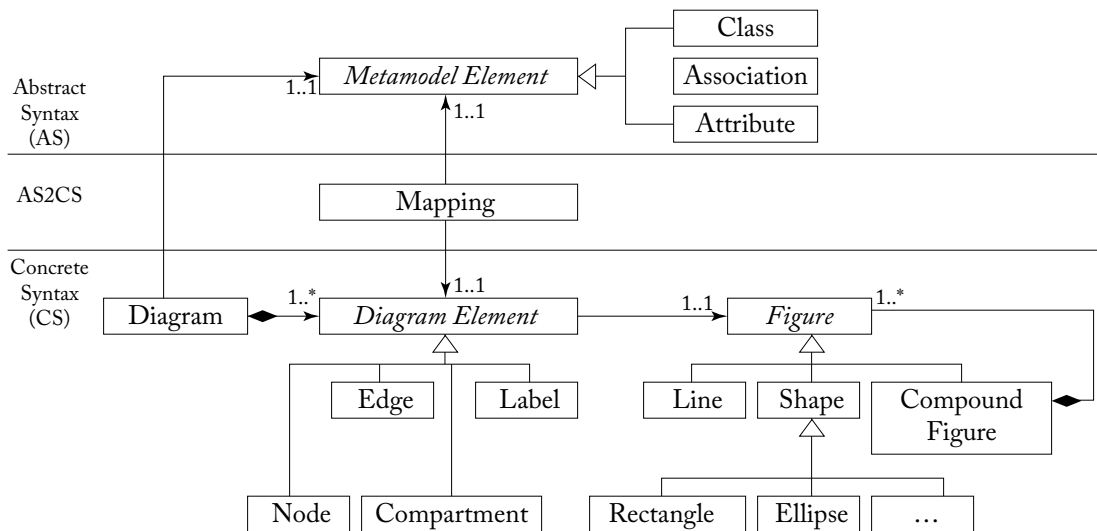 Class
Metamodel Element
1..1
Association
Abstract
Syntax
(AS)
1..1
Attribute
AS2CS
Mapping
Concrete
Syntax
(CS)
1..*
1..1
1..1
1..*
Diagram
Diagram Element
Figure
Edge
Label
Line
Shape
Compound
Figure
Node
Compartment
Rectangle
Ellipse
...